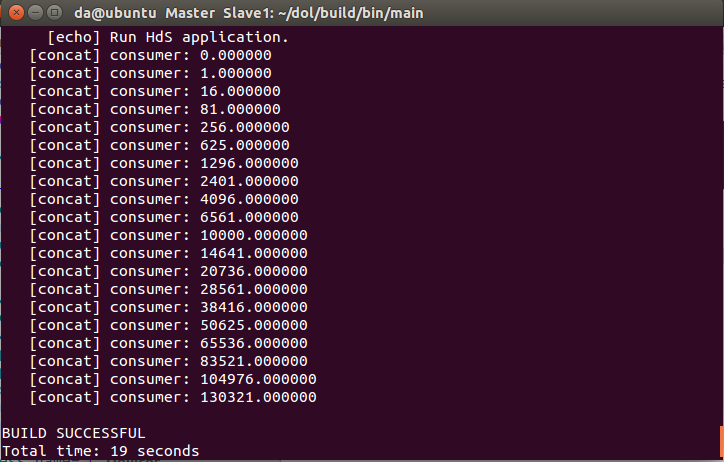 da@ubuntu Master Slave1: ~/dol/build/bin/main
[echo] Run HdS application.
[concat] consumer: 0.000000
[concat] consumer: 1.000000
[concat] consumer: 16.000000
[concat] consumer: 81.000000
[concat] consumer: 256.000000
[concat] consumer: 625.000000
[concat] consumer: 1296.000000
[concat] consumer: 2401.000000
[concat] consumer: 4096.000000
[concat] consumer: 6561.000000
[concat] consumer: 10000.000000
[concat] consumer: 14641.000000
[concat] consumer: 20736.000000
[concat] consumer: 28561.000000
[concat] consumer: 38416.000000
[concat] consumer: 50625.000000
[concat] consumer: 65536.000000
[concat] consumer: 83521.000000
[concat] consumer: 104976.000000
[concat] consumer: 130321.000000
BUILD SUCCESSFUL
Total time: 19 seconds